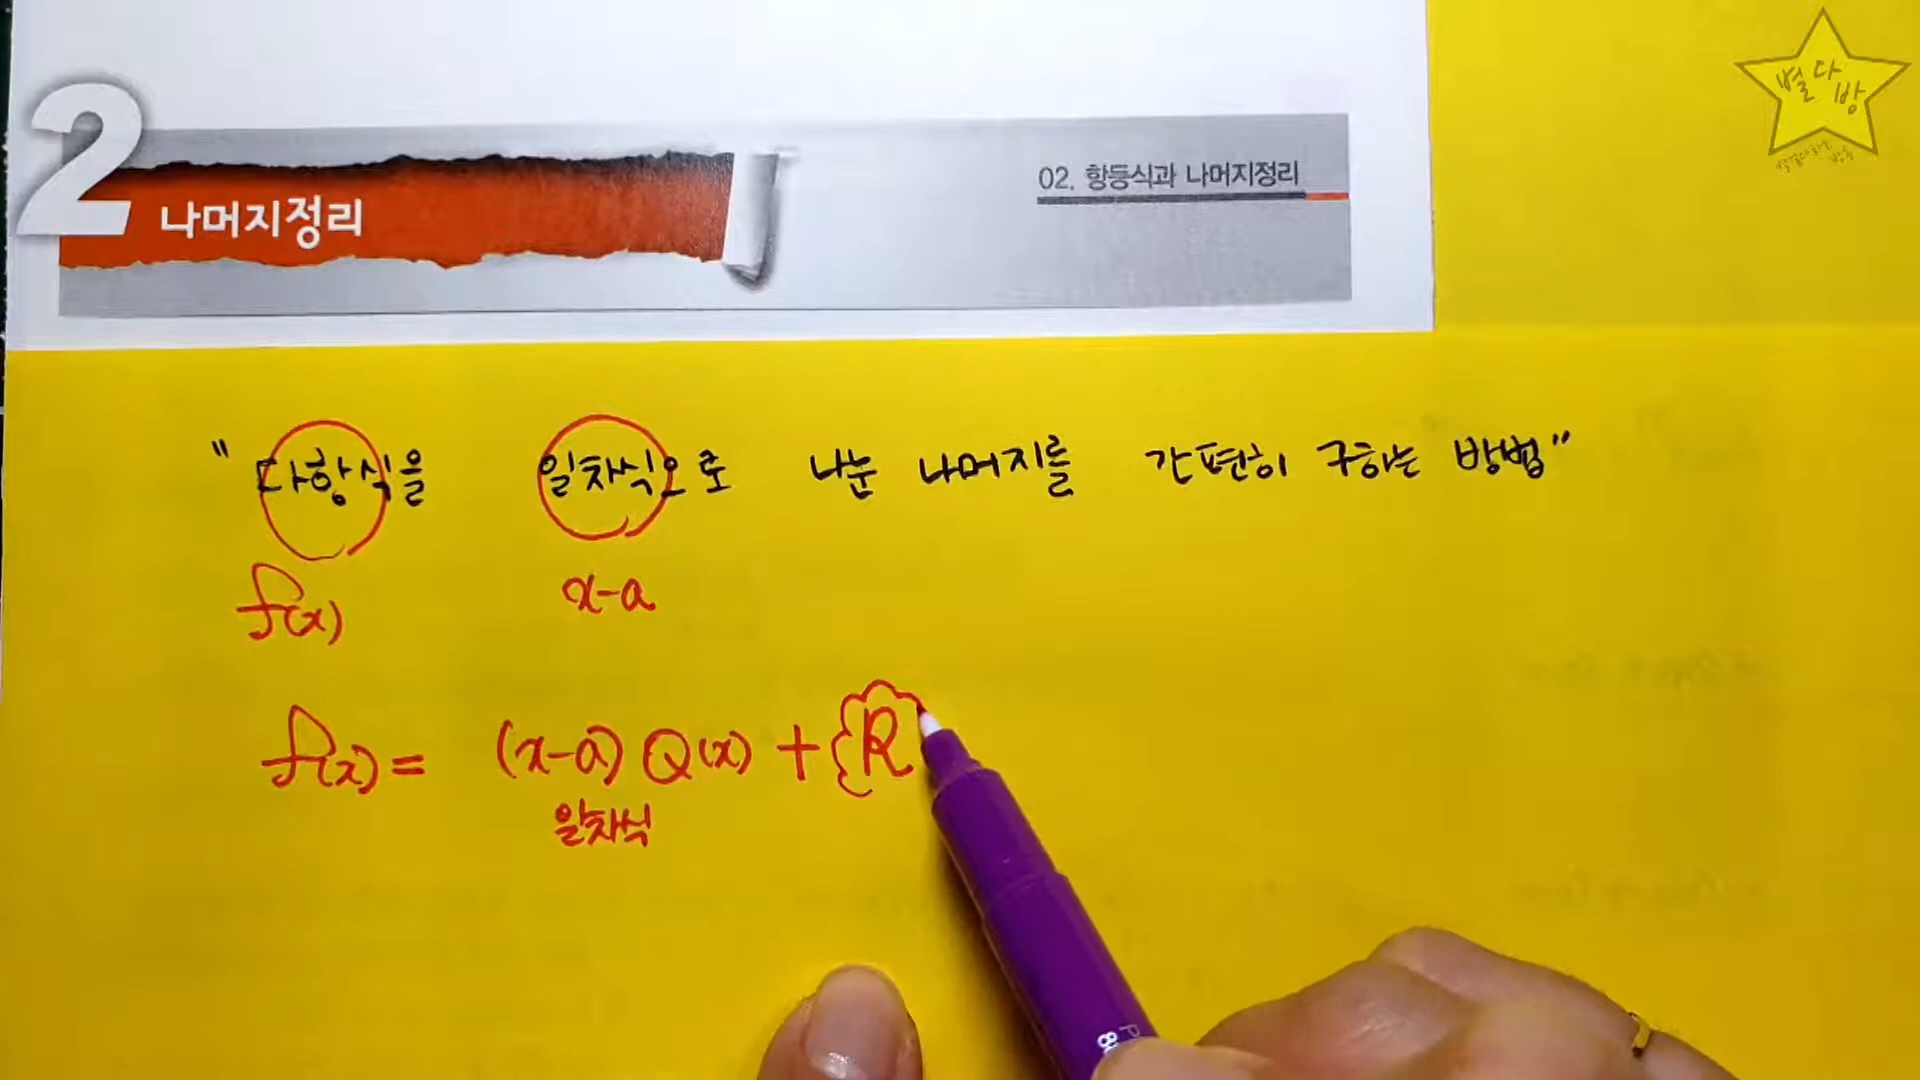 별다방
2
나머지정리
02. 항등식과 나머지정리
" 다항식을 일차식으로 나눈 나머지를 간편히 구하는 방법"
f(x) x-a
f(x) = (x-a) Q(x) + R
일차식